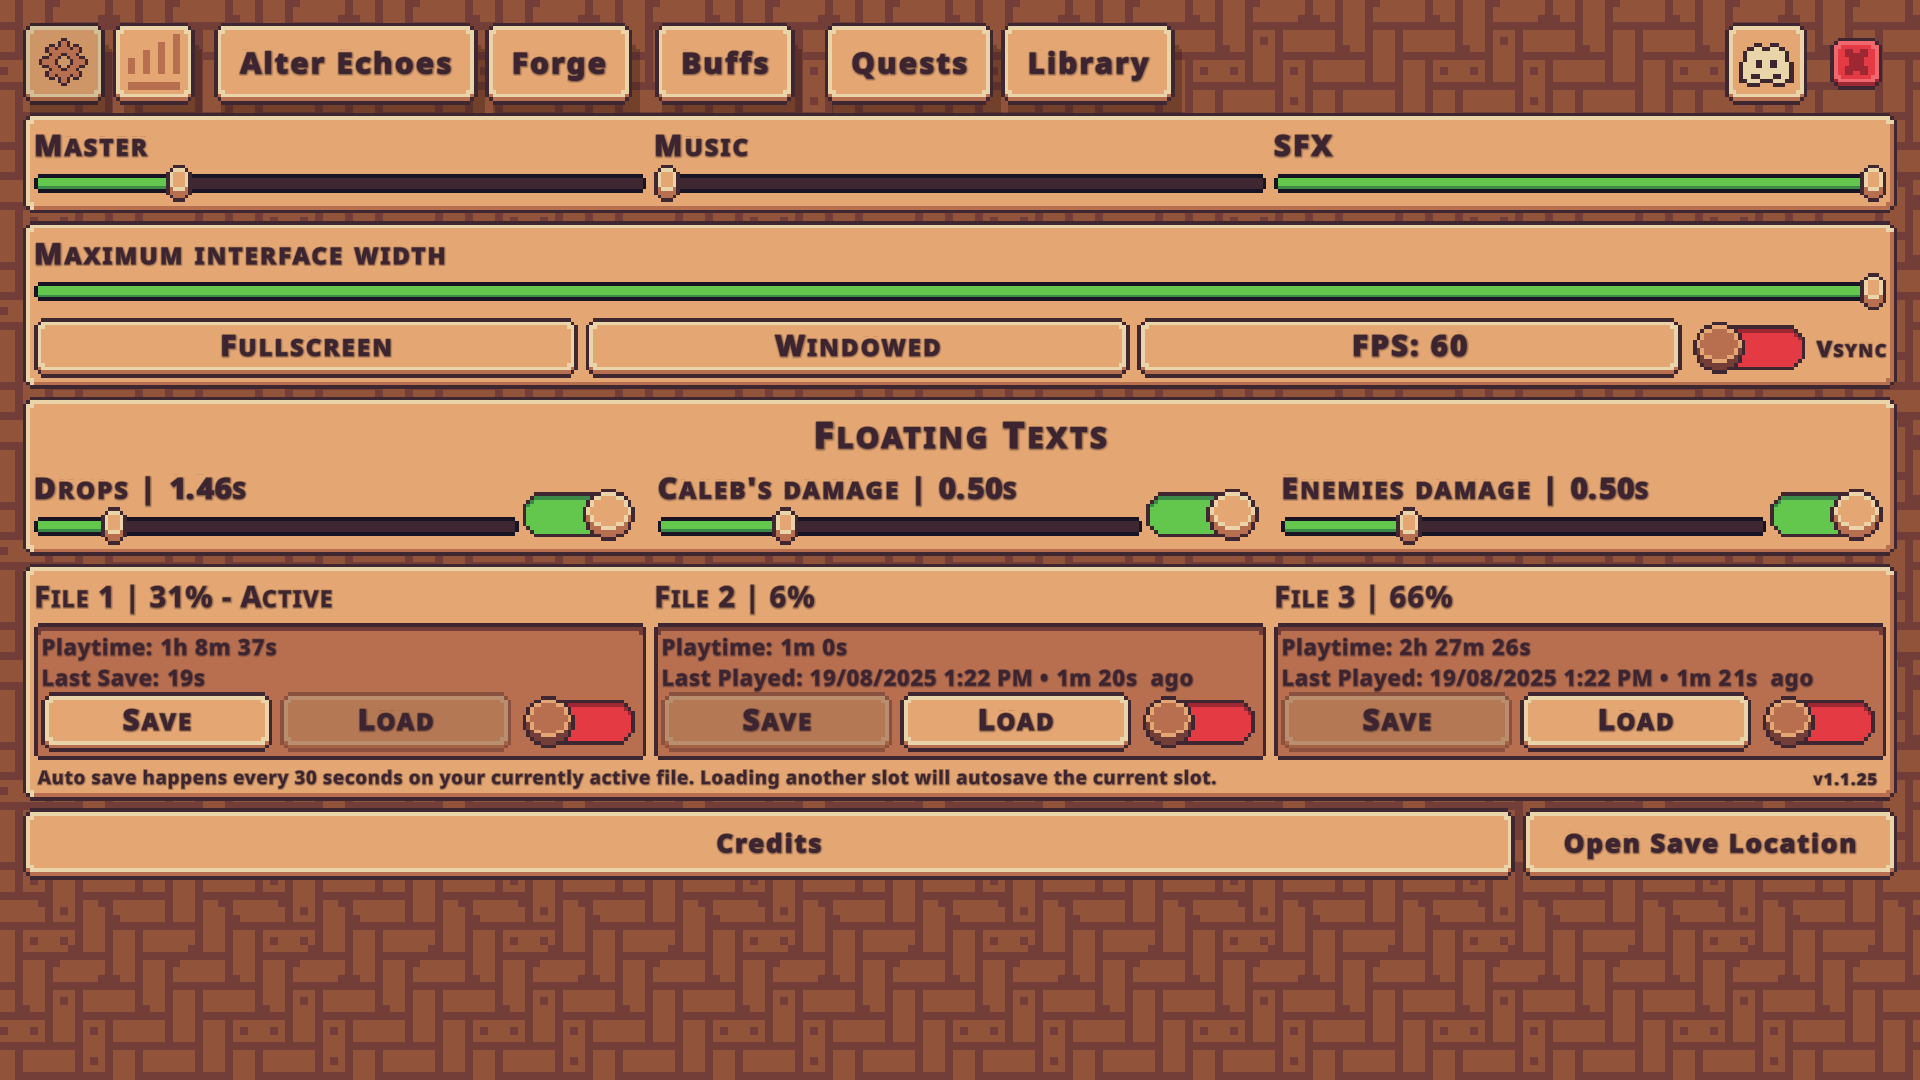 Alter Echoes Forge Buffs Quests Library
Master Music SFX
Maximum interface width
Fullscreen Windowed FPS: 60 Vsync
Floating Texts
Drops | 1.46s Caleb's damage | 0.50s Enemies damage | 0.50s
File 1 | 31% - Active File 2 | 6% File 3 | 66%
Playtime: 1h 8m 37s Playtime: 1m 0s Playtime: 2h 27m 26s
Last Save: 19s Last Played: 19/08/2025 1:22 PM • 1m 20s ago Last Played: 19/08/2025 1:22 PM • 1m 21s ago
Save Load Save Load Save Load
Auto save happens every 30 seconds on your currently active file. Loading another slot will autosave the current slot. v1.1.25
Credits Open Save Location